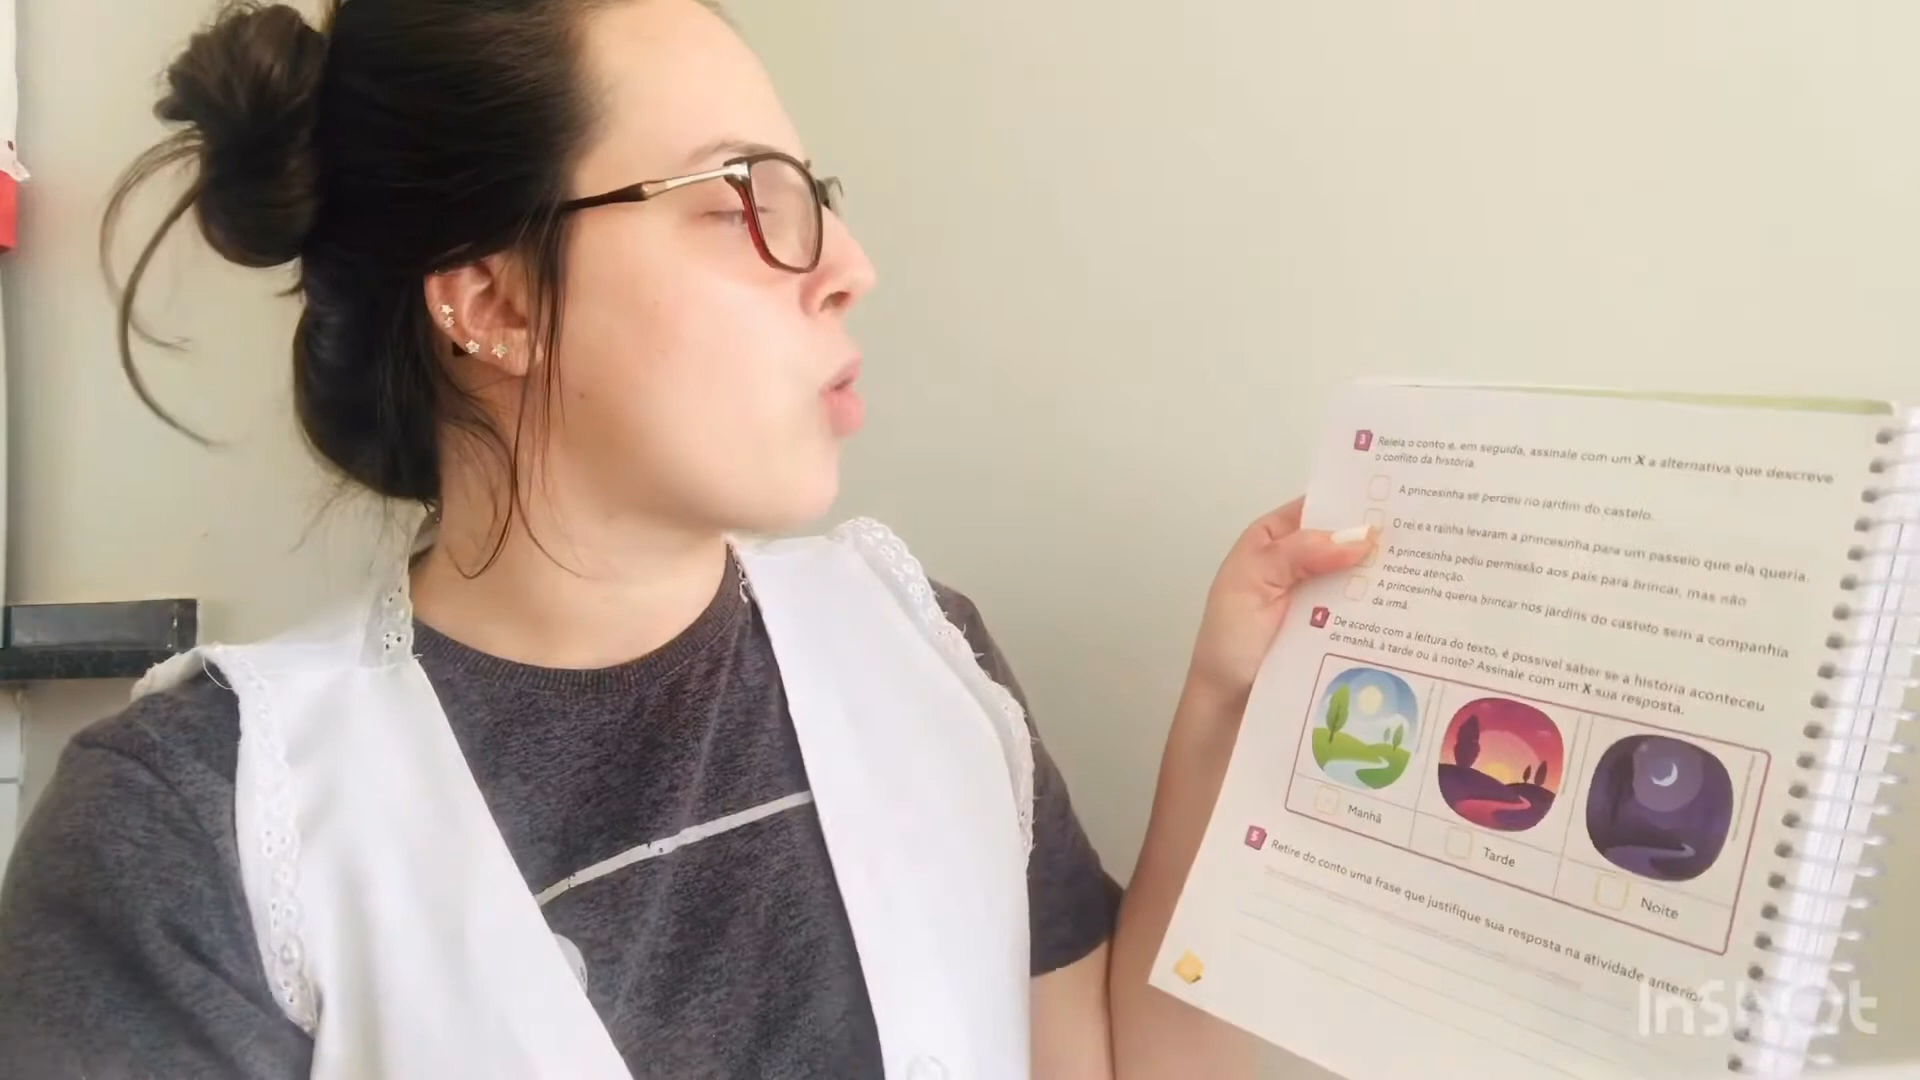 3 Releia o conto e, em seguida, assinale com um X a alternativa que descreve
o conflito da história.
A princesinha se perdeu no jardim do castelo.
O rei e a rainha levaram a princesinha para um passeio que ela queria.
A princesinha pediu permissão aos pais para brincar, mas não
recebeu atenção.
A princesinha queria brincar nos jardins do castelo sem a companhia
da irmã.
4 De acordo com a leitura do texto, é possível saber se a história aconteceu
de manhã, à tarde ou à noite? Assinale com um X sua resposta.
Manhã
Tarde
Noite
5 Retire do conto uma frase que justifique sua resposta na atividade anterior.
InShOt